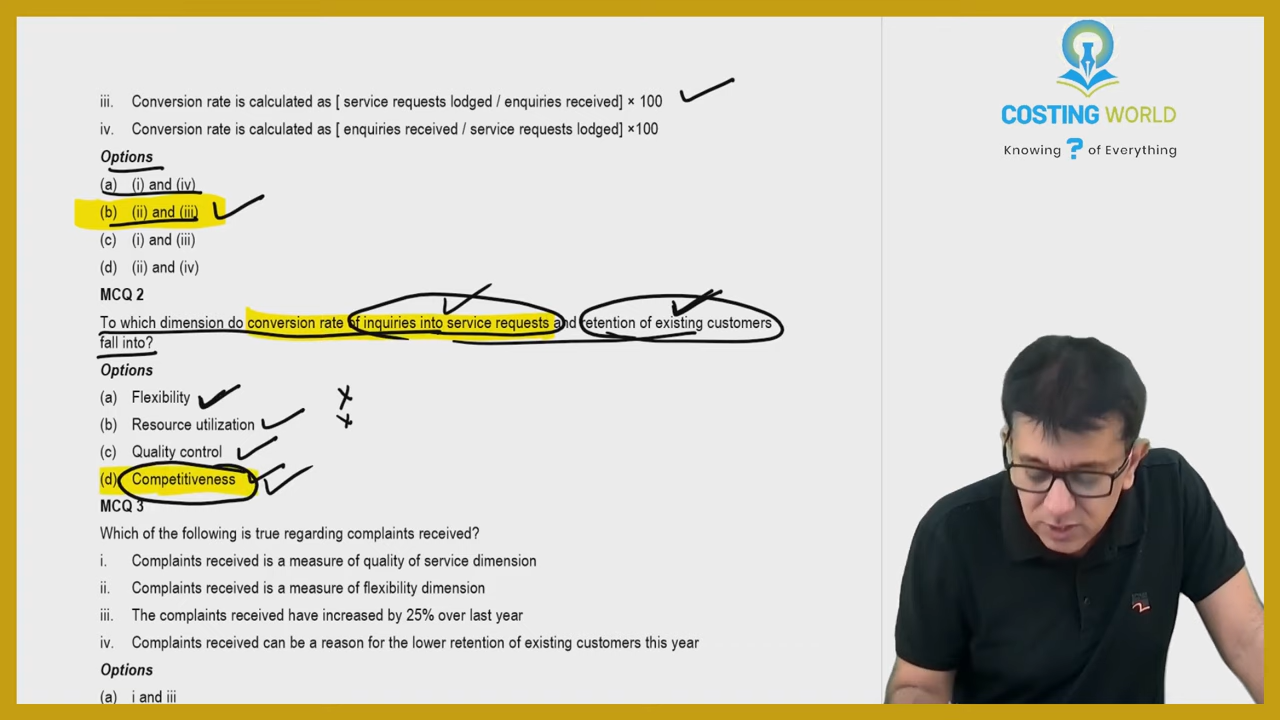 iii. Conversion rate is calculated as [ service requests lodged / enquiries received] × 100
iv. Conversion rate is calculated as [ enquiries received / service requests lodged] ×100
Options
(a) (i) and (iv)
(b) (ii) and (iii)
(c) (i) and (iii)
(d) (ii) and (iv)
MCQ 2
To which dimension do conversion rate of inquiries into service requests and retention of existing customers
fall into?
Options
(a) Flexibility
(b) Resource utilization
(c) Quality control
(d) Competitiveness
MCQ 3
Which of the following is true regarding complaints received?
i. Complaints received is a measure of quality of service dimension
ii. Complaints received is a measure of flexibility dimension
iii. The complaints received have increased by 25% over last year
iv. Complaints received can be a reason for the lower retention of existing customers this year
Options
(a) i and iii
COSTING WORLD
Knowing ? of Everything